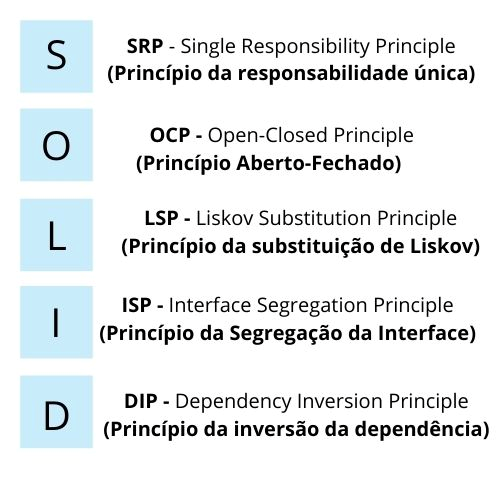 S
SRP - Single Responsibility Principle
(Princípio da responsabilidade única)
O
OCP - Open-Closed Principle
(Princípio Aberto-Fechado)
L
LSP - Liskov Substitution Principle
(Princípio da substituição de Liskov)
I
ISP - Interface Segregation Principle
(Princípio da Segregação da Interface)
D
DIP - Dependency Inversion Principle
(Princípio da inversão da dependência)